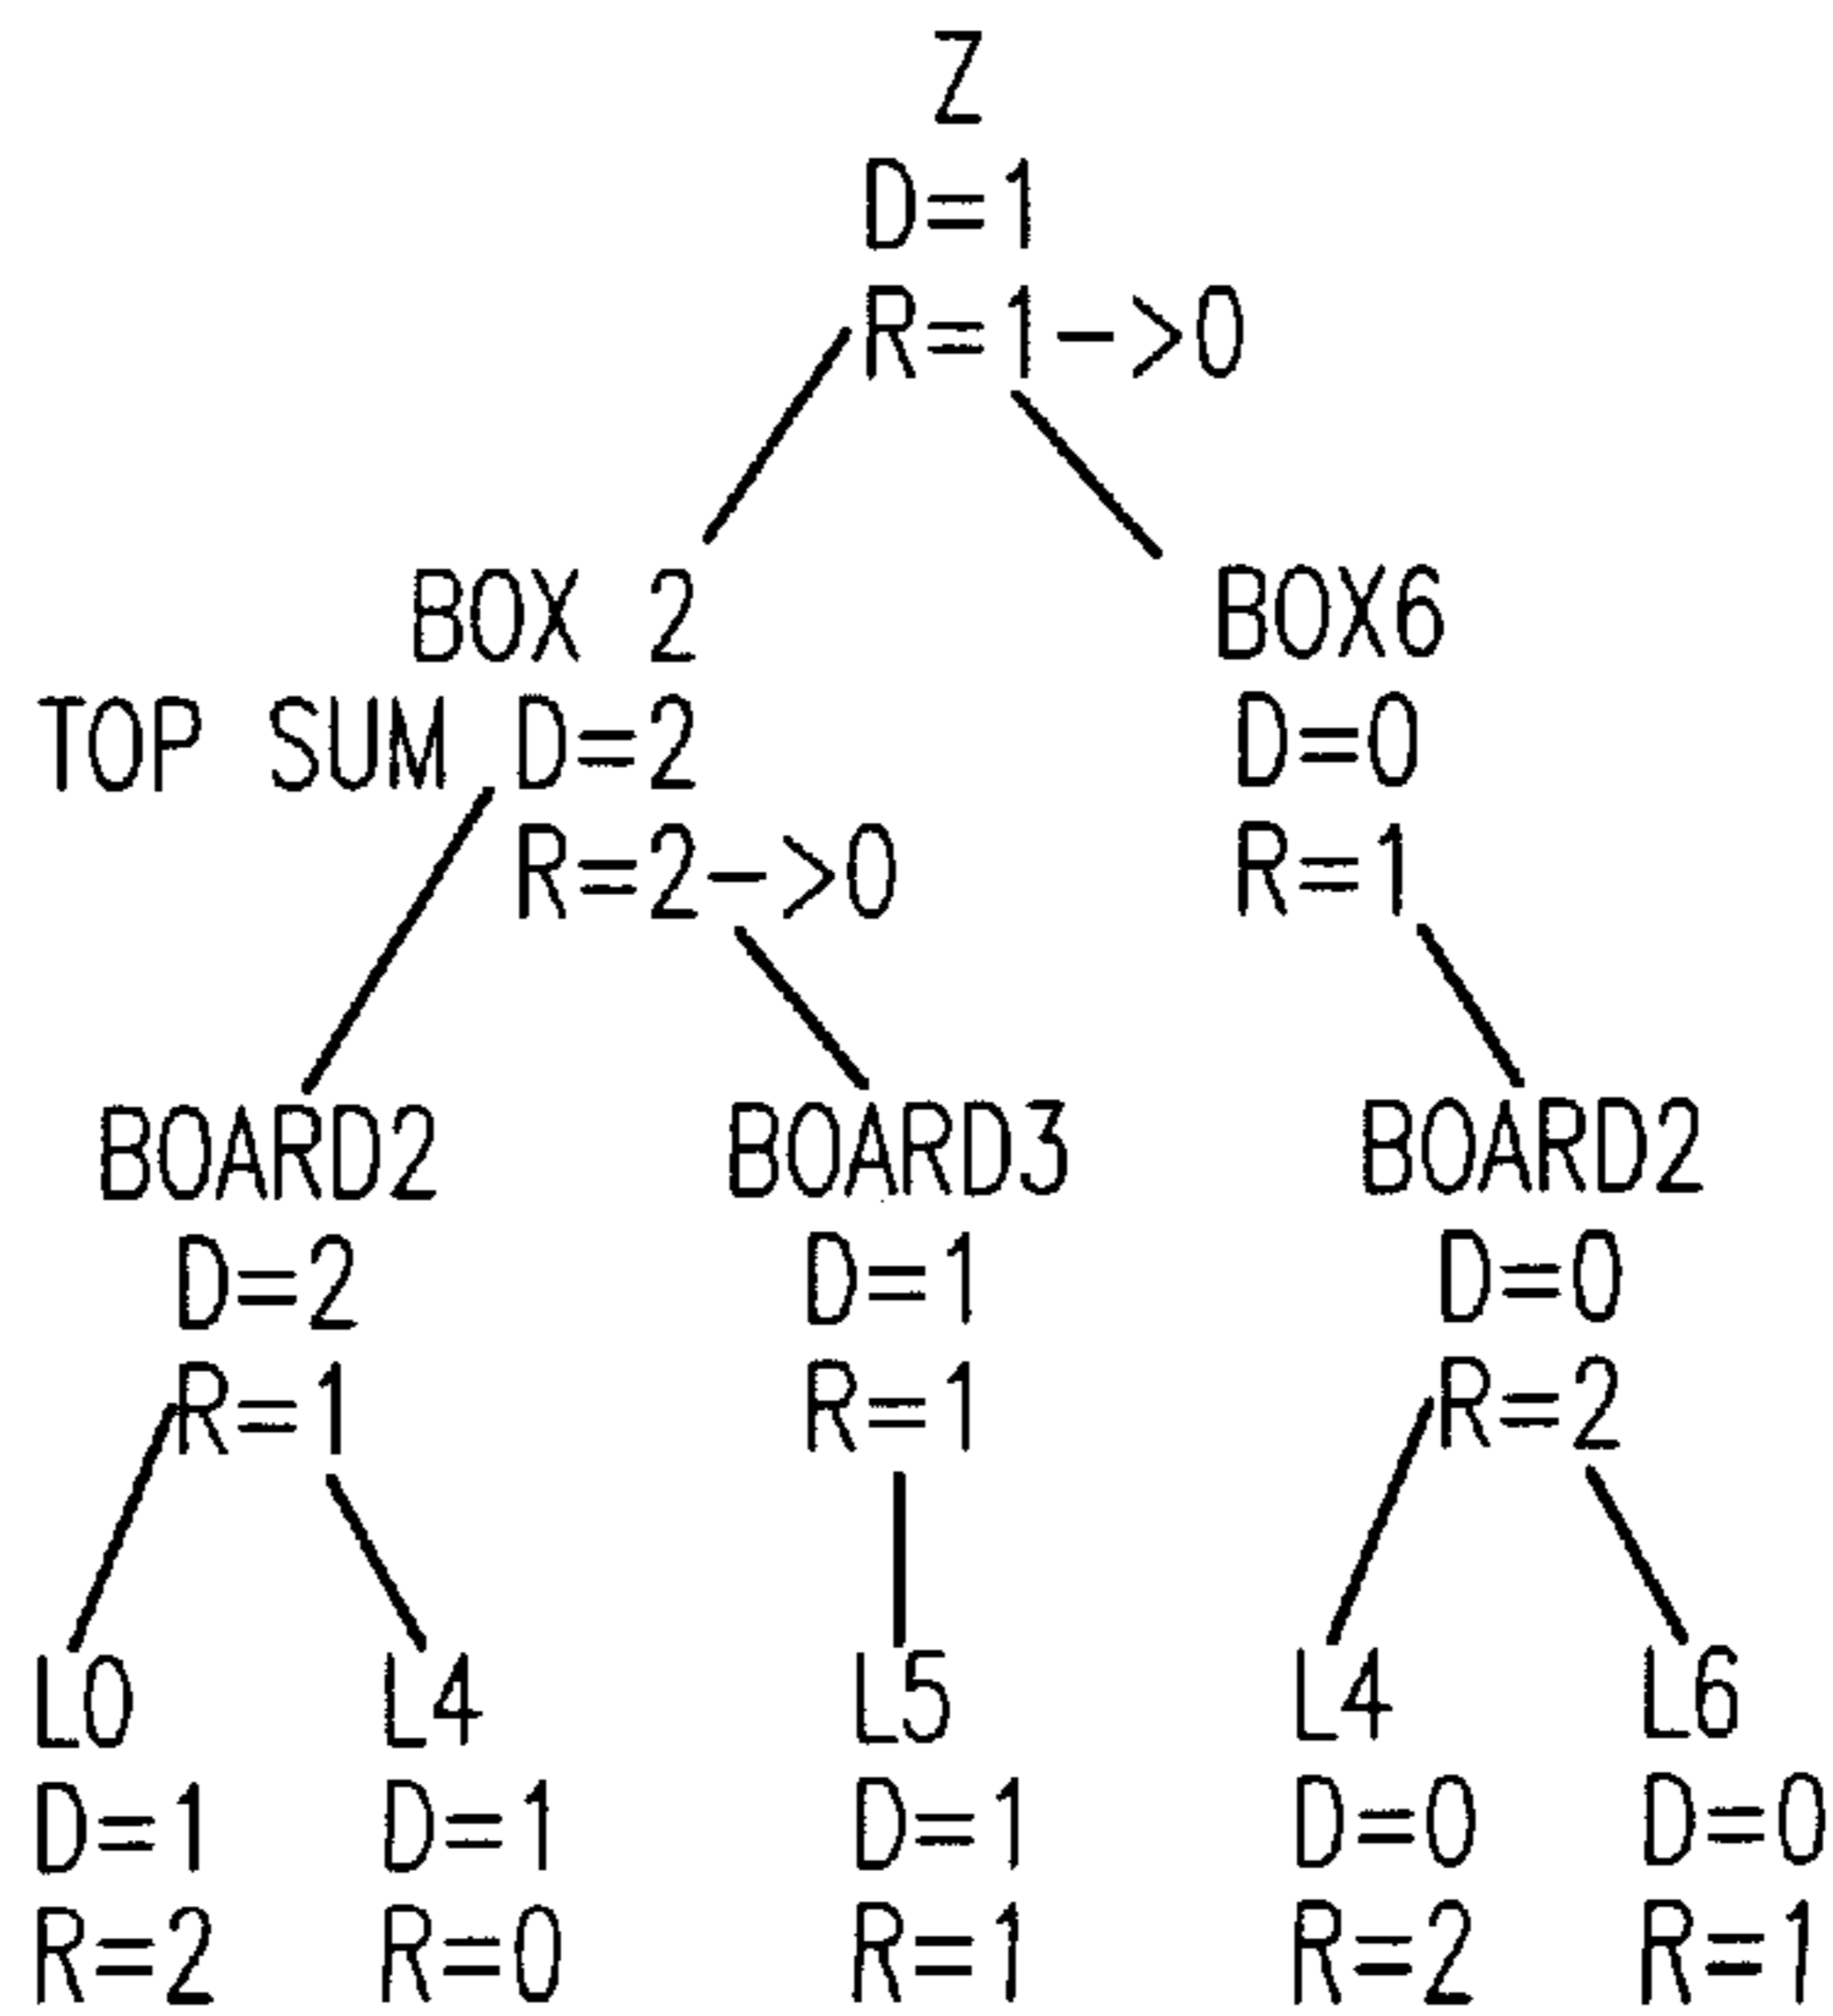 Z
D=1
R=1->0
BOX 2
TOP SUM D=2
R=2->0
BOX6
D=0
R=1
BOARD2
D=2
R=1
BOARD3
D=1
R=1
BOARD2
D=0
R=2
L0
D=1
R=2
L4
D=1
R=0
L5
D=1
R=1
L4
D=0
R=2
L6
D=0
R=1